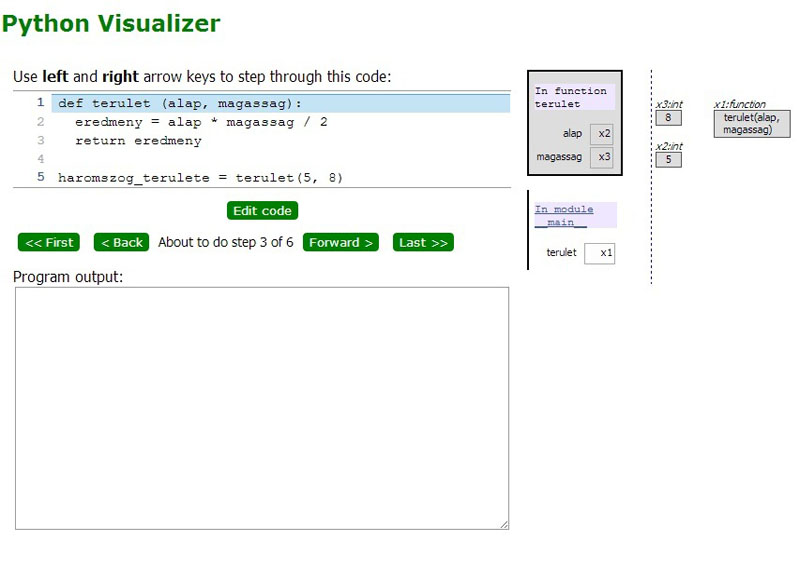 Python Visualizer
Use left and right arrow keys to step through this code:
1 def terulet (alap, magassag):
2 eredmeny = alap * magassag / 2
3 return eredmeny
4
5 haromszog_terulete = terulet(5, 8)
Edit code
<< First < Back About to do step 3 of 6 Forward > Last >>
Program output:
In function
terulet
alap x2
magassag x3
In module
__main__
terulet x1
x3:int
8
x2:int
5
x1:function
terulet(alap,
magassag)